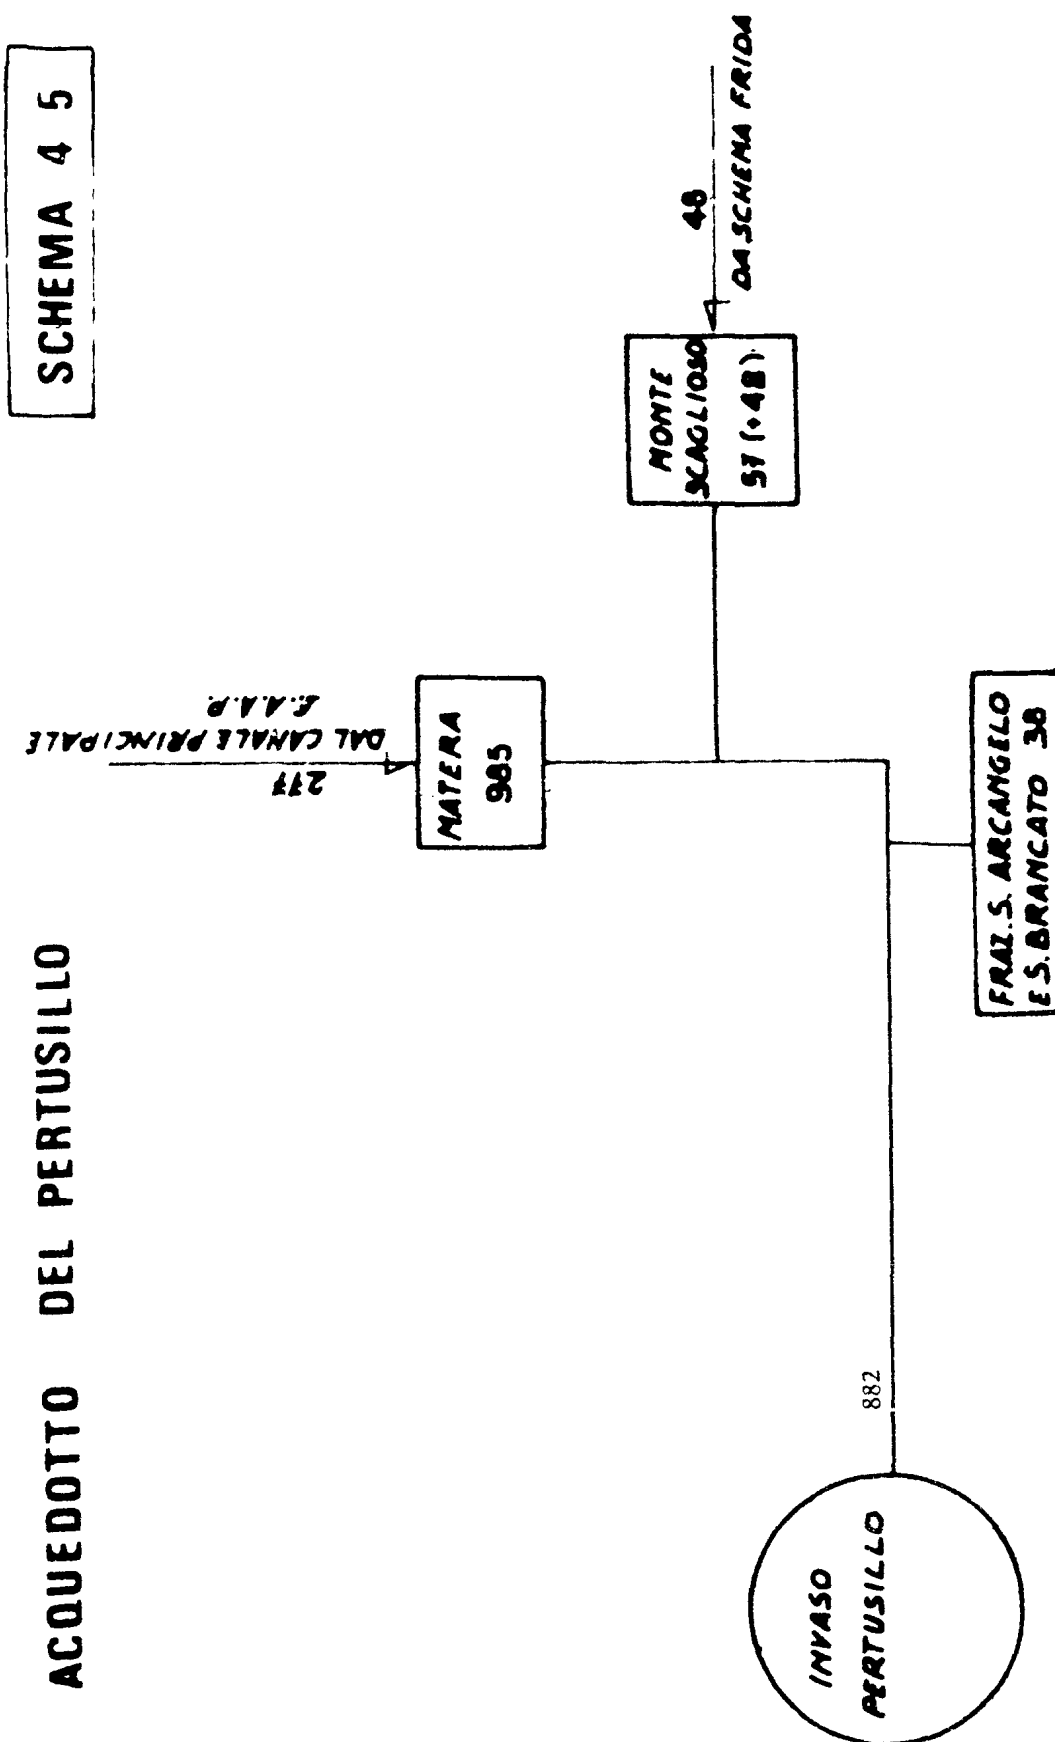 ACQUEDOTTO DEL PERTUSILLO
SCHEMA 4 5
DAL CANALE PRINCIPALE
E.A.A.P.
277
MATERA
985
MONTE
SCAGLIOSO
57 (+48)
48
DA SCHEMA FRIDA
INVASO
PERTUSILLO
882
FRAZ. S. ARCANGELO
E S. BRANCATO 38